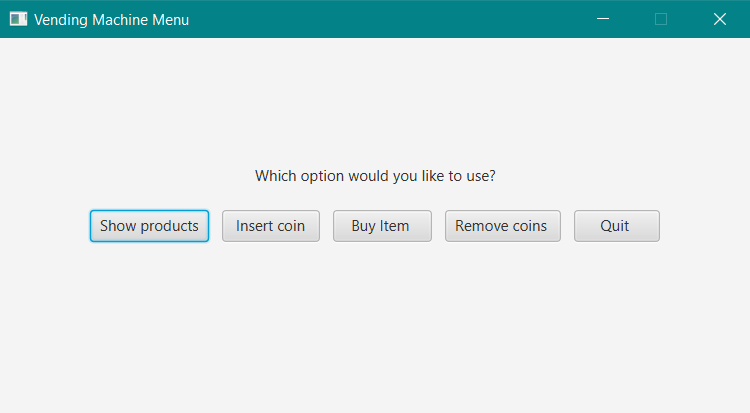 Vending Machine Menu
Which option would you like to use?
Show products Insert coin Buy Item Remove coins Quit